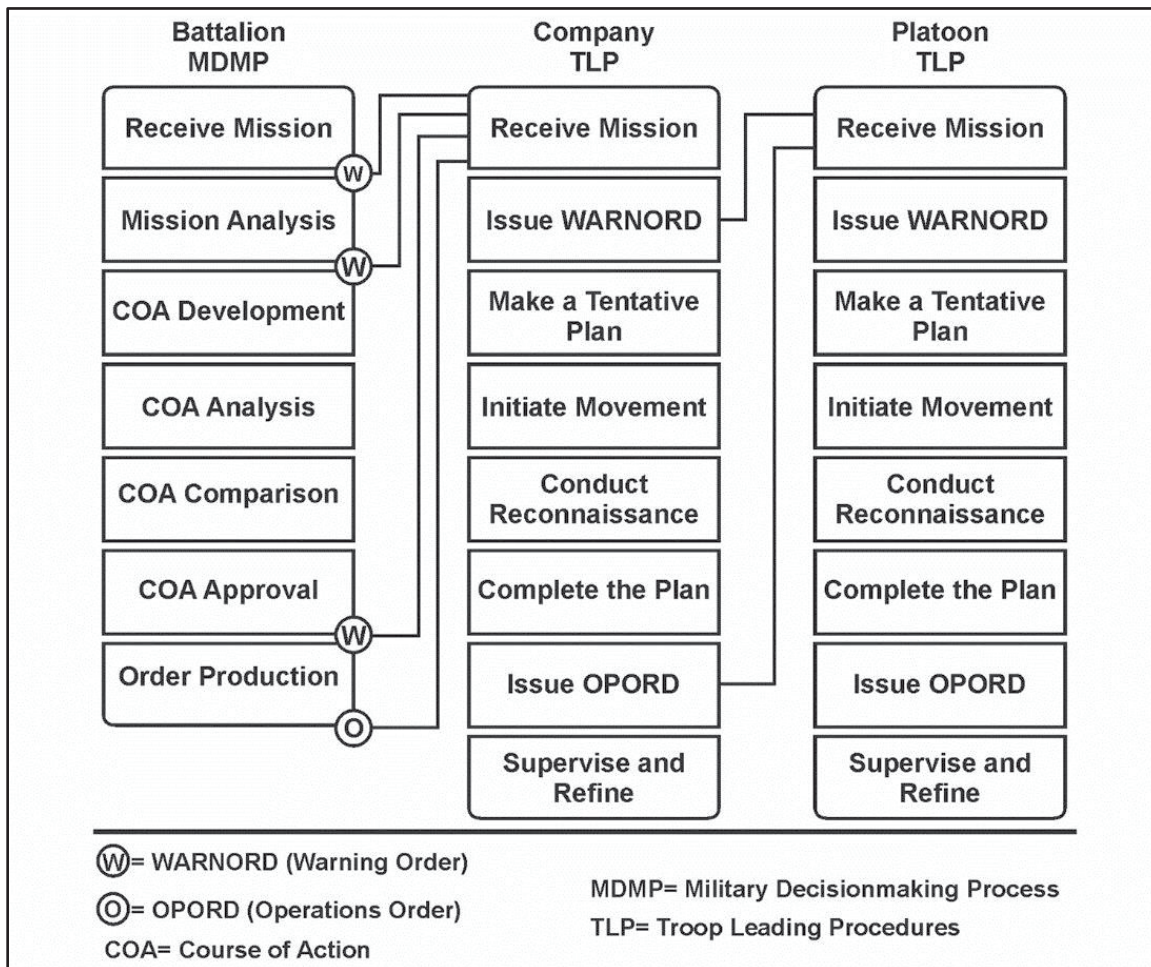 Battalion
MDMP
Company
TLP
Platoon
TLP
Receive Mission
W
Mission Analysis
W
COA Development
COA Analysis
COA Comparison
COA Approval
W
Order Production
O
Receive Mission
Issue WARNORD
Make a Tentative
Plan
Initiate Movement
Conduct
Reconnaissance
Complete the Plan
Issue OPORD
Supervise and
Refine
Receive Mission
Issue WARNORD
Make a Tentative
Plan
Initiate Movement
Conduct
Reconnaissance
Complete the Plan
Issue OPORD
Supervise and
Refine
W= WARNORD (Warning Order)
O= OPORD (Operations Order)
COA= Course of Action
MDMP= Military Decisionmaking Process
TLP= Troop Leading Procedures